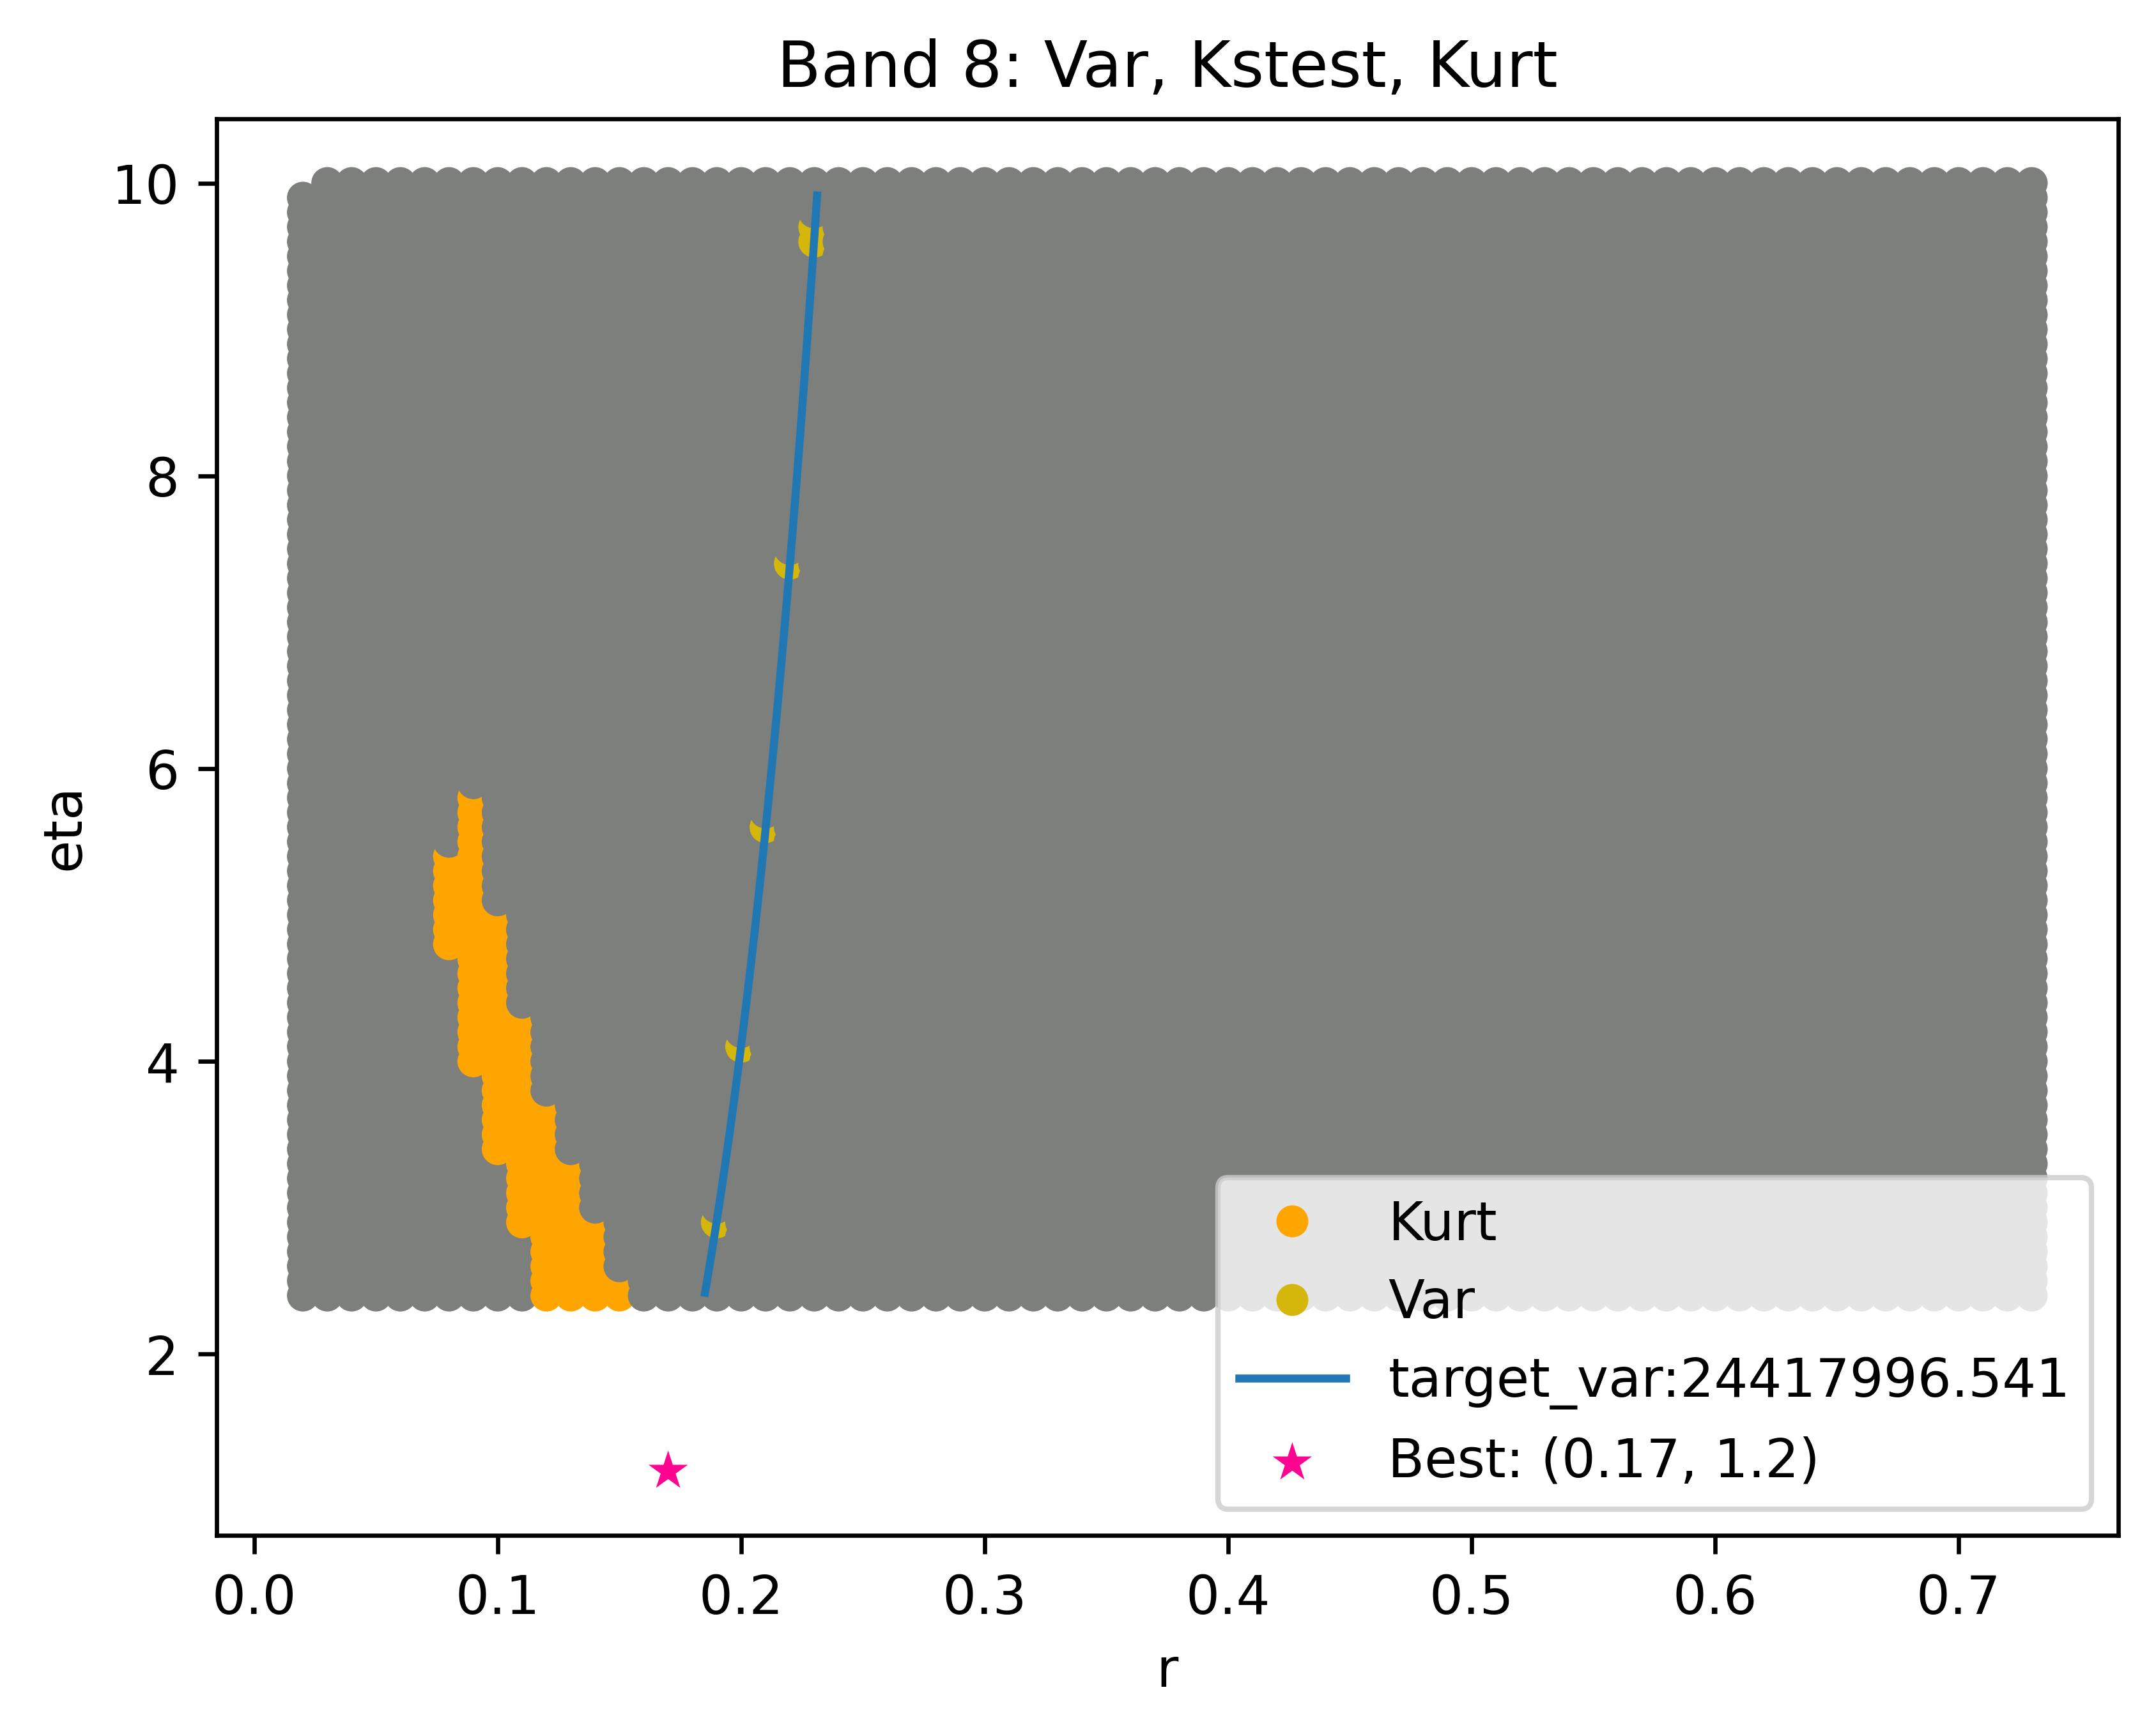 Band 8: Var, Kstest, Kurt
eta
10
8
6
4
2
Kurt
Var
target_var:24417996.541
Best: (0.17, 1.2)
0.0 0.1 0.2 0.3 0.4 0.5 0.6 0.7
r